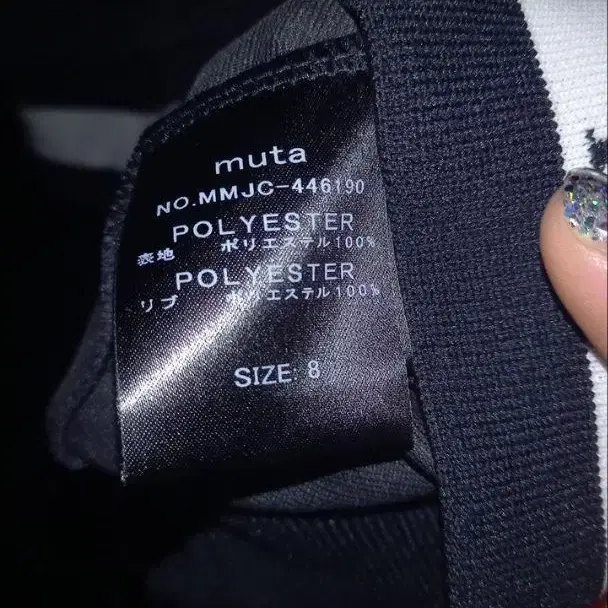 muta
NO.MMJC-446190
POLYESTER
表地 ポリエステル100%
POLYESTER
リブ ポリエステル100%
SIZE: 8